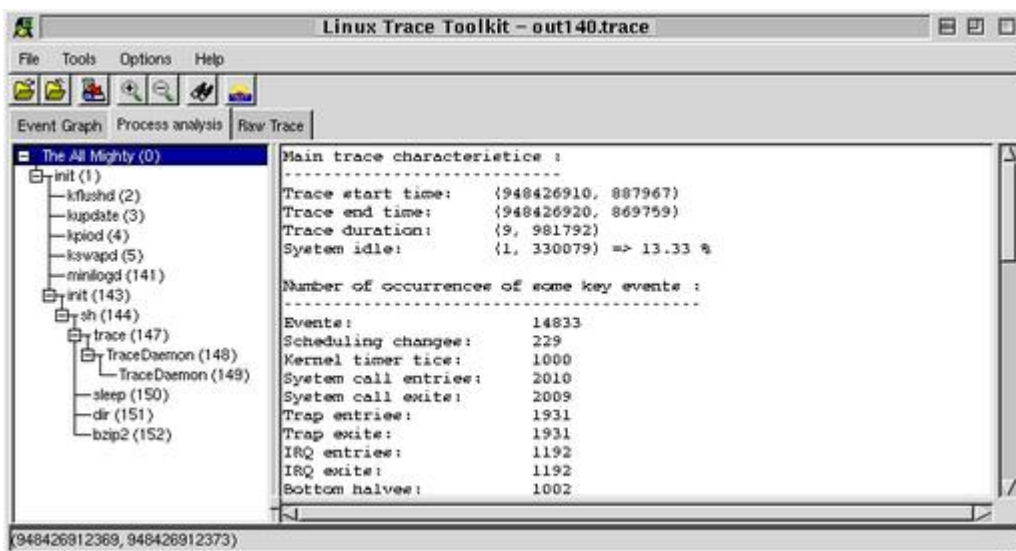 Linux Trace Toolkit – out140.trace
File Tools Options Help
Event Graph Process analysis Raw Trace
The All Mighty (0)
init (1)
kflushd (2)
kupdate (3)
kpiod (4)
kswapd (5)
minilogd (141)
init (143)
sh (144)
trace (147)
TraceDaemon (148)
TraceDaemon (149)
sleep (150)
dir (151)
bzip2 (152)
Main trace characteristics :
----------------------------
Trace start time: (948426910, 887967)
Trace end time: (948426920, 869759)
Trace duration: (9, 981792)
System idle: (1, 330079) => 13.33 %
Number of occurrences of some key events :
------------------------------------------
Events: 14833
Scheduling changes: 229
Kernel timer tics: 1000
System call entries: 2010
System call exits: 2009
Trap entries: 1931
Trap exits: 1931
IRQ entries: 1192
IRQ exits: 1192
Bottom halves: 1002
(948426912369, 948426912373)